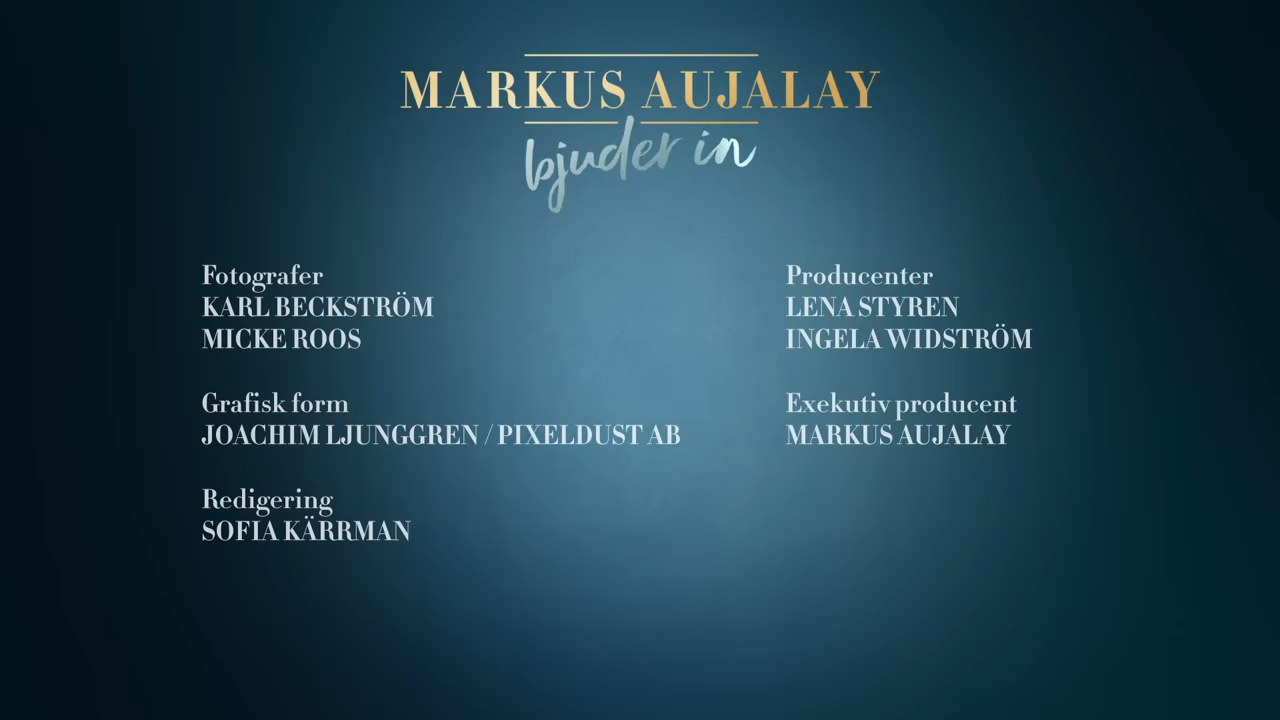 MARKUS AUJALAY
bjuder in
Fotografer
KARL BECKSTRÖM
MICKE ROOS
Grafisk form
JOACHIM LJUNGGREN / PIXELDUST AB
Redigering
SOFIA KÄRRMAN
Producenter
LENA STYREN
INGELA WIDSTRÖM
Exekutiv producent
MARKUS AUJALAY